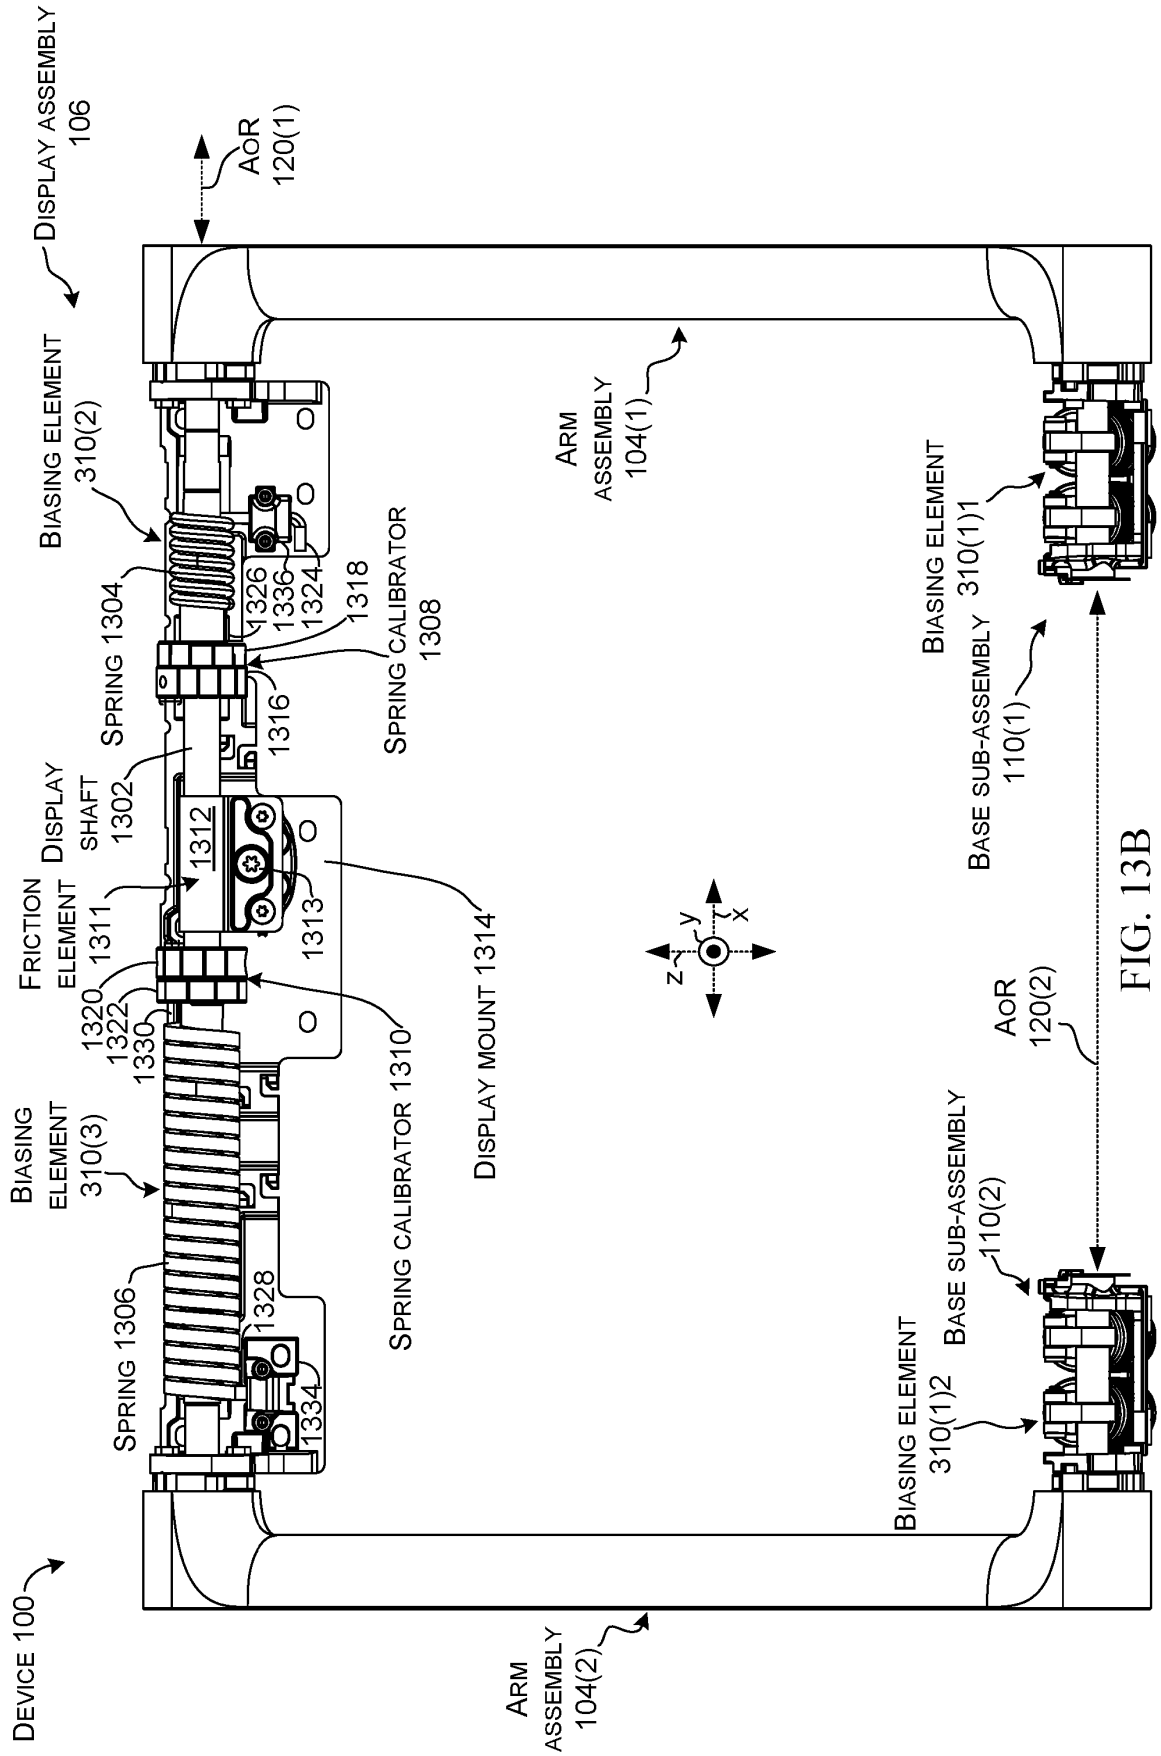 DEVICE 100
DISPLAY ASSEMBLY
106
BIASING
ELEMENT
310(3)
FRICTION
ELEMENT
1311
DISPLAY
SHAFT
1302
BIASING ELEMENT
310(2)
SPRING 1306
1330
1322
1320
SPRING 1304
AOR
120(1)
1312
1334
1328
1313
1316
1326
1336
1324
1318
SPRING CALIBRATOR
1308
SPRING CALIBRATOR 1310
DISPLAY MOUNT 1314
ARM
ASSEMBLY
104(2)
ARM
ASSEMBLY
104(1)
z
y
x
BIASING ELEMENT
310(1)2
BASE SUB-ASSEMBLY
110(2)
AOR
120(2)
BASE SUB-ASSEMBLY
110(1)
BIASING ELEMENT
310(1)1
FIG. 13B